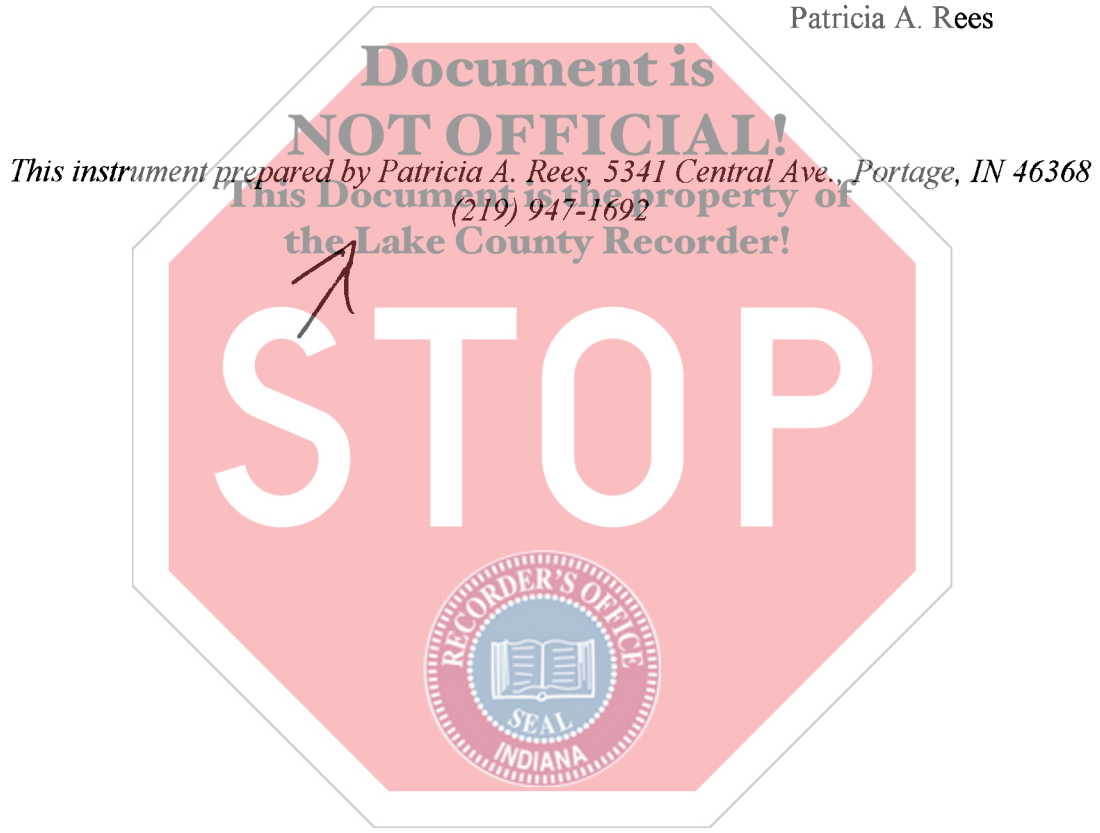 Patricia A. Rees
Document is
NOT OFFICIAL!
This instrument prepared by Patricia A. Rees, 5341 Central Ave., Portage, IN 46368
This Document is the property of
(219) 947-1692
the Lake County Recorder!
STOP
RECORDER'S OFFICE
SEAL
INDIANA